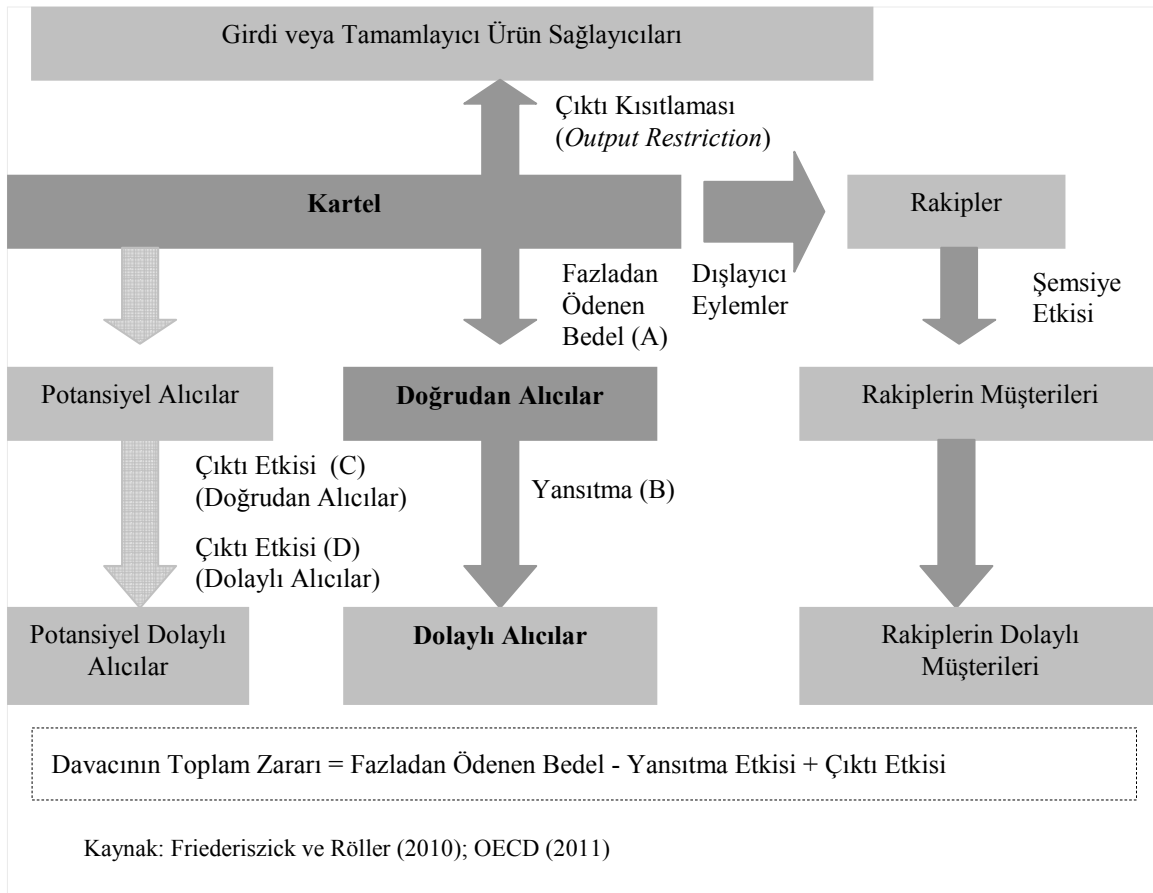 Girdi veya Tamamlayıcı Ürün Sağlayıcıları
Çıktı Kısıtlaması
(Output Restriction)
Kartel
Rakipler
Fazladan
Ödenen
Bedel (A)
Dışlayıcı
Eylemler
Şemsiye
Etkisi
Potansiyel Alıcılar
Doğrudan Alıcılar
Rakiplerin Müşterileri
Çıktı Etkisi (C)
(Doğrudan Alıcılar)
Yansıtma (B)
Çıktı Etkisi (D)
(Dolaylı Alıcılar)
Potansiyel Dolaylı
Alıcılar
Dolaylı Alıcılar
Rakiplerin Dolaylı
Müşterileri
Davacının Toplam Zararı = Fazladan Ödenen Bedel - Yansıtma Etkisi + Çıktı Etkisi
Kaynak: Friederiszick ve Röller (2010); OECD (2011)